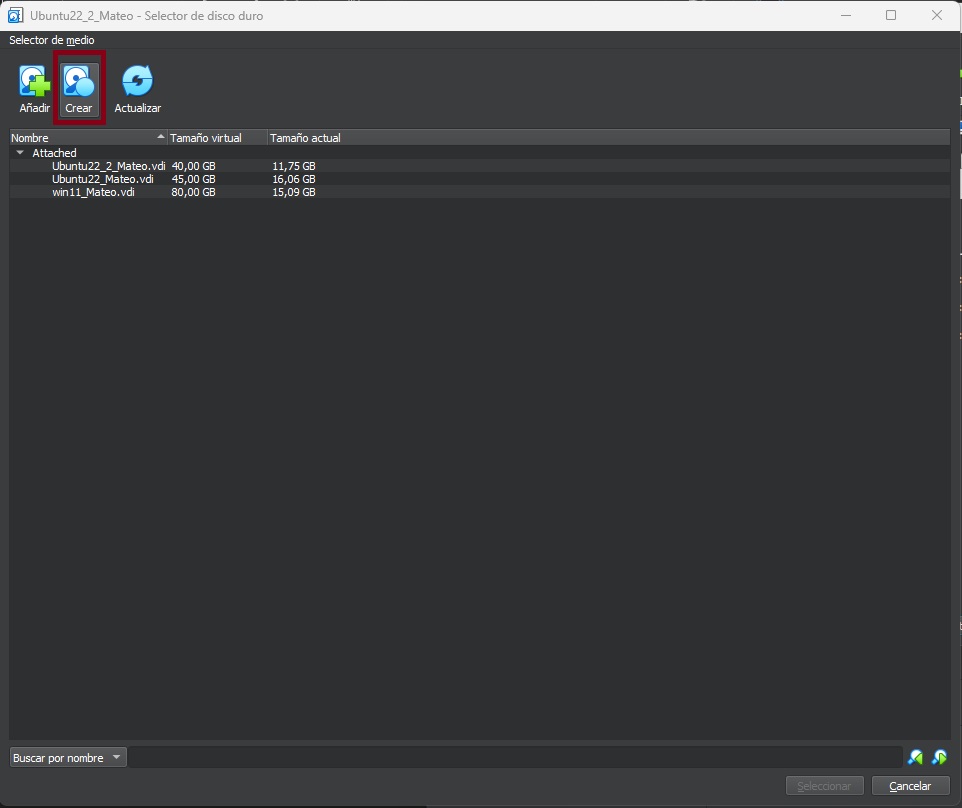 Ubuntu22_2_Mateo - Selector de disco duro
Selector de medio
Añadir Crear Actualizar
Nombre Tamaño virtual Tamaño actual
Attached
Ubuntu22_2_Mateo.vdi 40,00 GB 11,75 GB
Ubuntu22_Mateo.vdi 45,00 GB 16,06 GB
win11_Mateo.vdi 80,00 GB 15,09 GB
Buscar por nombre
Seleccionar Cancelar